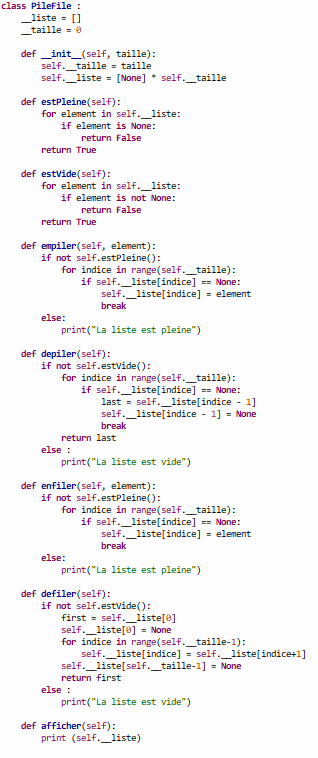 class PileFile :
    __liste = []
    __taille = 0

    def __init__(self, taille):
        self.__taille = taille
        self.__liste = [None] * self.__taille

    def estPleine(self):
        for element in self.__liste:
            if element is None:
                return False
        return True

    def estVide(self):
        for element in self.__liste:
            if element is not None:
                return False
        return True

    def empiler(self, element):
        if not self.estPleine():
            for indice in range(self.__taille):
                if self.__liste[indice] == None:
                    self.__liste[indice] = element
                    break
        else:
            print("La liste est pleine")

    def depiler(self):
        if not self.estVide():
            for indice in range(self.__taille):
                if self.__liste[indice] == None:
                    last = self.__liste[indice - 1]
                    self.__liste[indice - 1] = None
                    break
            return last
        else :
            print("La liste est vide")

    def enfiler(self, element):
        if not self.estPleine():
            for indice in range(self.__taille):
                if self.__liste[indice] == None:
                    self.__liste[indice] = element
                    break
        else:
            print("La liste est pleine")

    def defiler(self):
        if not self.estVide():
            first = self.__liste[0]
            self.__liste[0] = None
            for indice in range(self.__taille-1):
                self.__liste[indice] = self.__liste[indice+1]
            self.__liste[self.__taille-1] = None
            return first
        else :
            print("La liste est vide")

    def afficher(self):
        print (self.__liste)